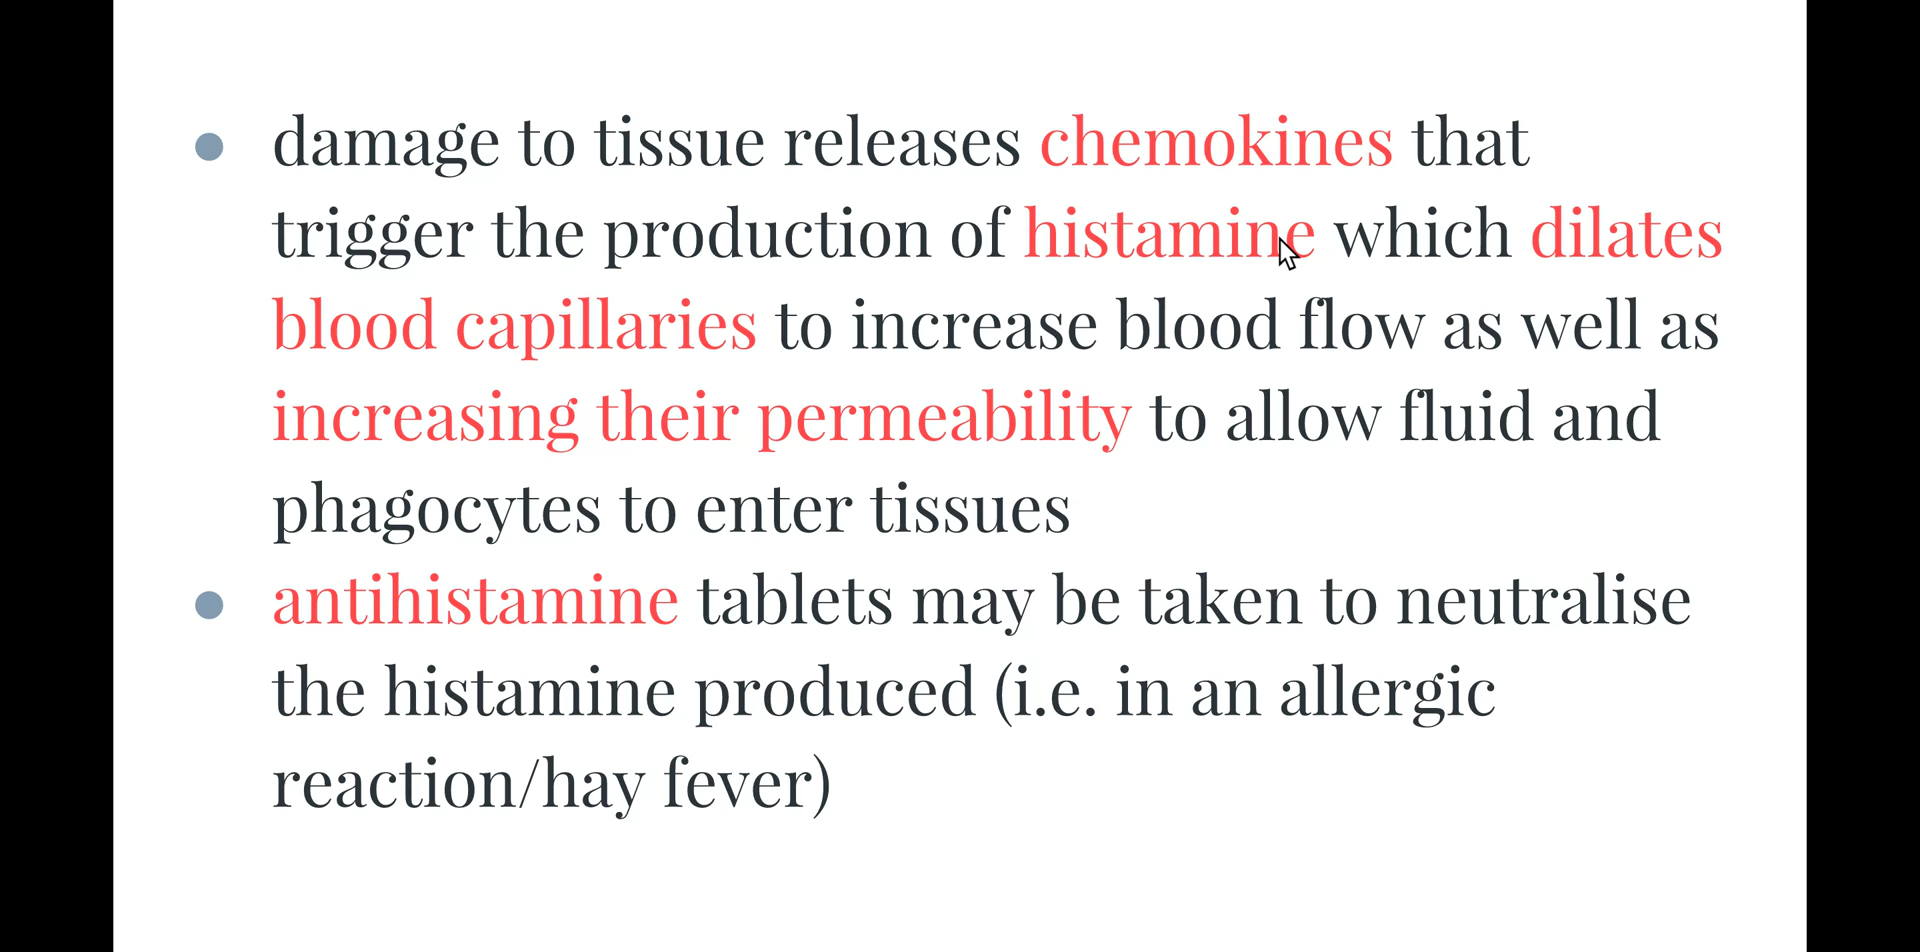 damage to tissue releases chemokines that
trigger the production of histamine which dilates
blood capillaries to increase blood flow as well as
increasing their permeability to allow fluid and
phagocytes to enter tissues
antihistamine tablets may be taken to neutralise
the histamine produced (i.e. in an allergic
reaction/hay fever)